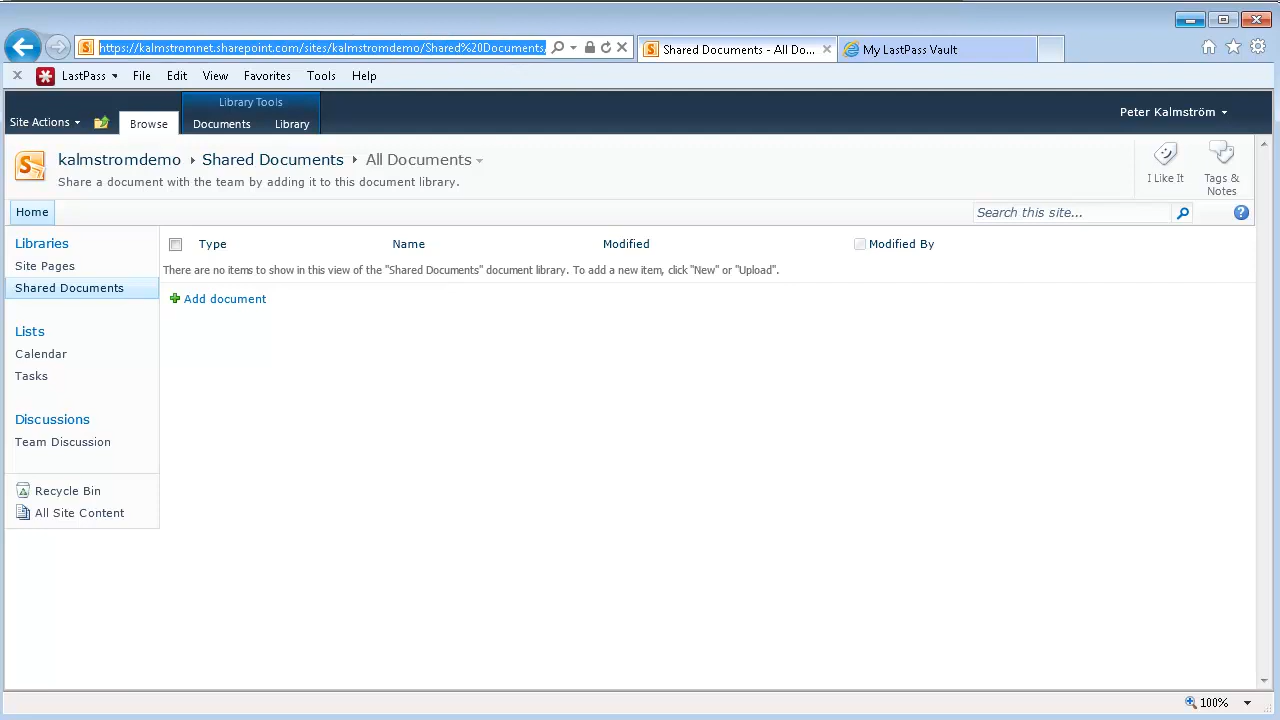 https://kalmstromnet.sharepoint.com/sites/kalmstromdemo/Shared%20Documents/
Shared Documents - All Do...
My LastPass Vault
LastPass
File
Edit
View
Favorites
Tools
Help
Library Tools
Site Actions
Browse
Documents
Library
Peter Kalmström
kalmstromdemo
Shared Documents
All Documents
Share a document with the team by adding it to this document library.
I Like It
Tags &
Notes
Home
Search this site...
Libraries
Site Pages
Shared Documents
Lists
Calendar
Tasks
Discussions
Team Discussion
Recycle Bin
All Site Content
Type
Name
Modified
Modified By
There are no items to show in this view of the "Shared Documents" document library. To add a new item, click "New" or "Upload".
Add document
100%